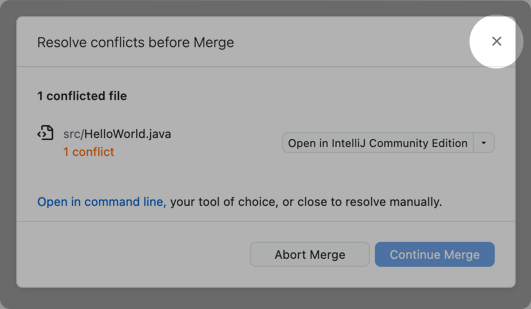 Resolve conflicts before Merge
1 conflicted file
src/HelloWorld.java
1 conflict
Open in IntelliJ Community Edition
Open in command line, your tool of choice, or close to resolve manually.
Abort Merge
Continue Merge